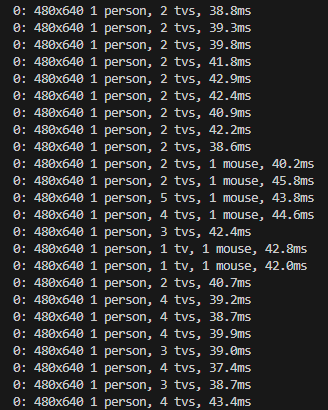 0: 480x640 1 person, 2 tvs, 38.8ms
0: 480x640 1 person, 2 tvs, 39.3ms
0: 480x640 1 person, 2 tvs, 39.8ms
0: 480x640 1 person, 2 tvs, 41.8ms
0: 480x640 1 person, 2 tvs, 42.9ms
0: 480x640 1 person, 2 tvs, 42.4ms
0: 480x640 1 person, 2 tvs, 40.9ms
0: 480x640 1 person, 2 tvs, 42.2ms
0: 480x640 1 person, 2 tvs, 38.6ms
0: 480x640 1 person, 2 tvs, 1 mouse, 40.2ms
0: 480x640 1 person, 2 tvs, 1 mouse, 45.8ms
0: 480x640 1 person, 5 tvs, 1 mouse, 43.8ms
0: 480x640 1 person, 4 tvs, 1 mouse, 44.6ms
0: 480x640 1 person, 3 tvs, 42.4ms
0: 480x640 1 person, 1 tv, 1 mouse, 42.8ms
0: 480x640 1 person, 1 tv, 1 mouse, 42.0ms
0: 480x640 1 person, 2 tvs, 40.7ms
0: 480x640 1 person, 4 tvs, 39.2ms
0: 480x640 1 person, 4 tvs, 38.7ms
0: 480x640 1 person, 4 tvs, 39.9ms
0: 480x640 1 person, 3 tvs, 39.0ms
0: 480x640 1 person, 4 tvs, 37.4ms
0: 480x640 1 person, 3 tvs, 38.7ms
0: 480x640 1 person, 4 tvs, 43.4ms